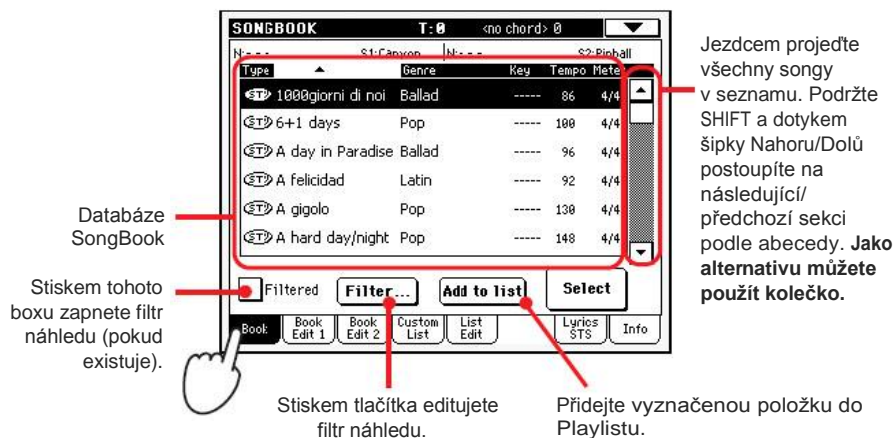 SONGBOOK T:0 <no chord> 0
N:- - - S1:Canyon N:- - - S2:Pinball
Type Genre Key Tempo Mete
ST 1000giorni di noi Ballad ----- 86 4/4
ST 6+1 days Pop ----- 100 4/4
ST A day in Paradise Ballad ----- 96 4/4
ST A felicidad Latin ----- 92 4/4
ST A gigolo Pop ----- 130 4/4
ST A hard day/night Pop ----- 148 4/4
Filtered Filter... Add to list Select
Book Book Edit 1 Book Edit 2 Custom List List Edit Lyrics STS Info
Jezdcem projeďte
všechny songy
v seznamu. Podržte
SHIFT a dotykem
šipky Nahoru/Dolů
postoupíte na
následující/
předchozí sekci
podle abecedy. Jako
alternativu můžete
použít kolečko.
Databáze
SongBook
Stiskem tohoto
boxu zapnete filtr
náhledu (pokud
existuje).
Stiskem tlačítka editujete
filtr náhledu.
Přidejte vyznačenou položku do
Playlistu.